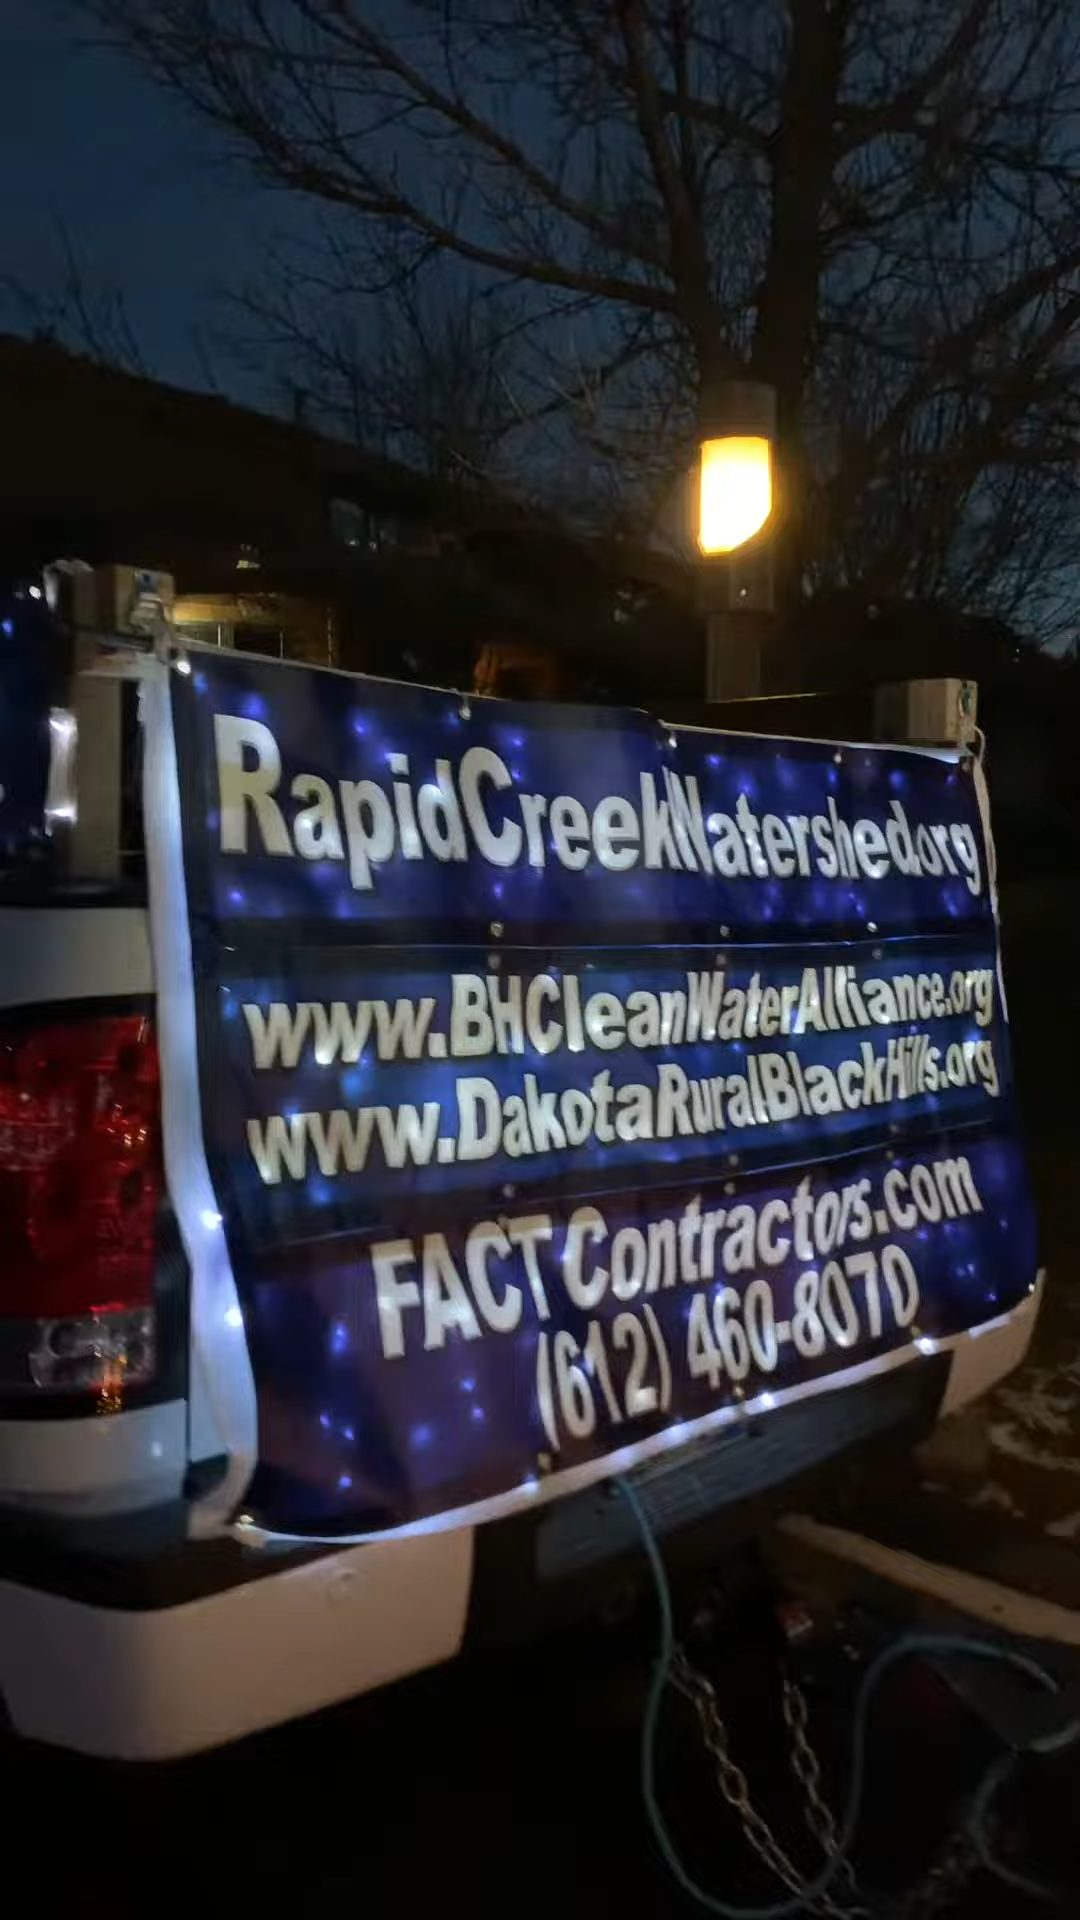 RapidCreekWatershed.org
www.BHCleanWaterAlliance.org
www.DakotaRuralBlackHills.org
FACTContractors.com
(612) 460-8070